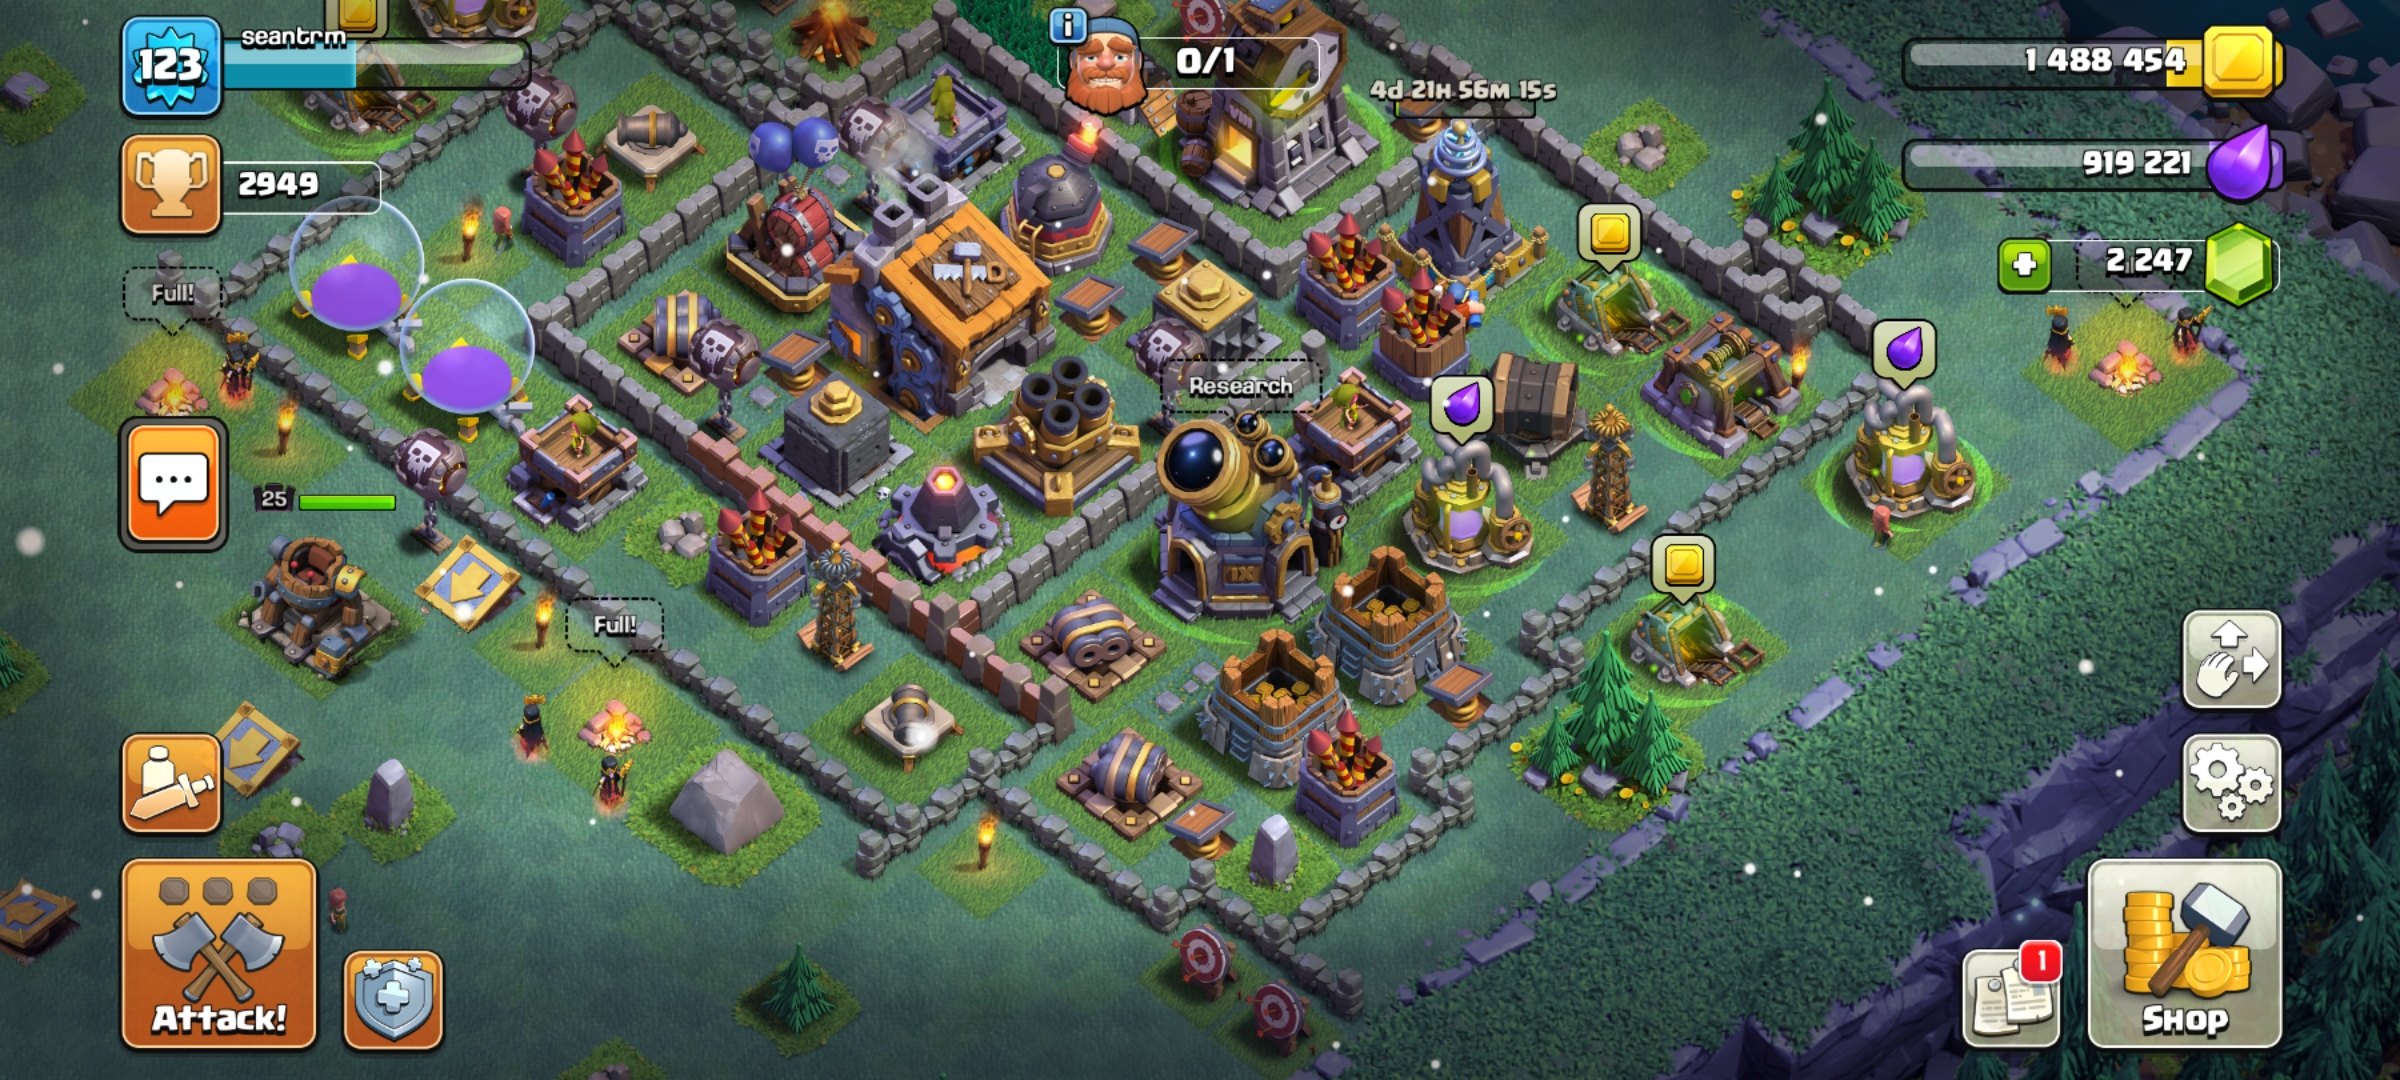 seantrm
123
0/1
4d 21h 56m 15s
1 488 454
2949
919 221
2 247
Full!
Research
25
Full!
IX
1
Attack!
Shop